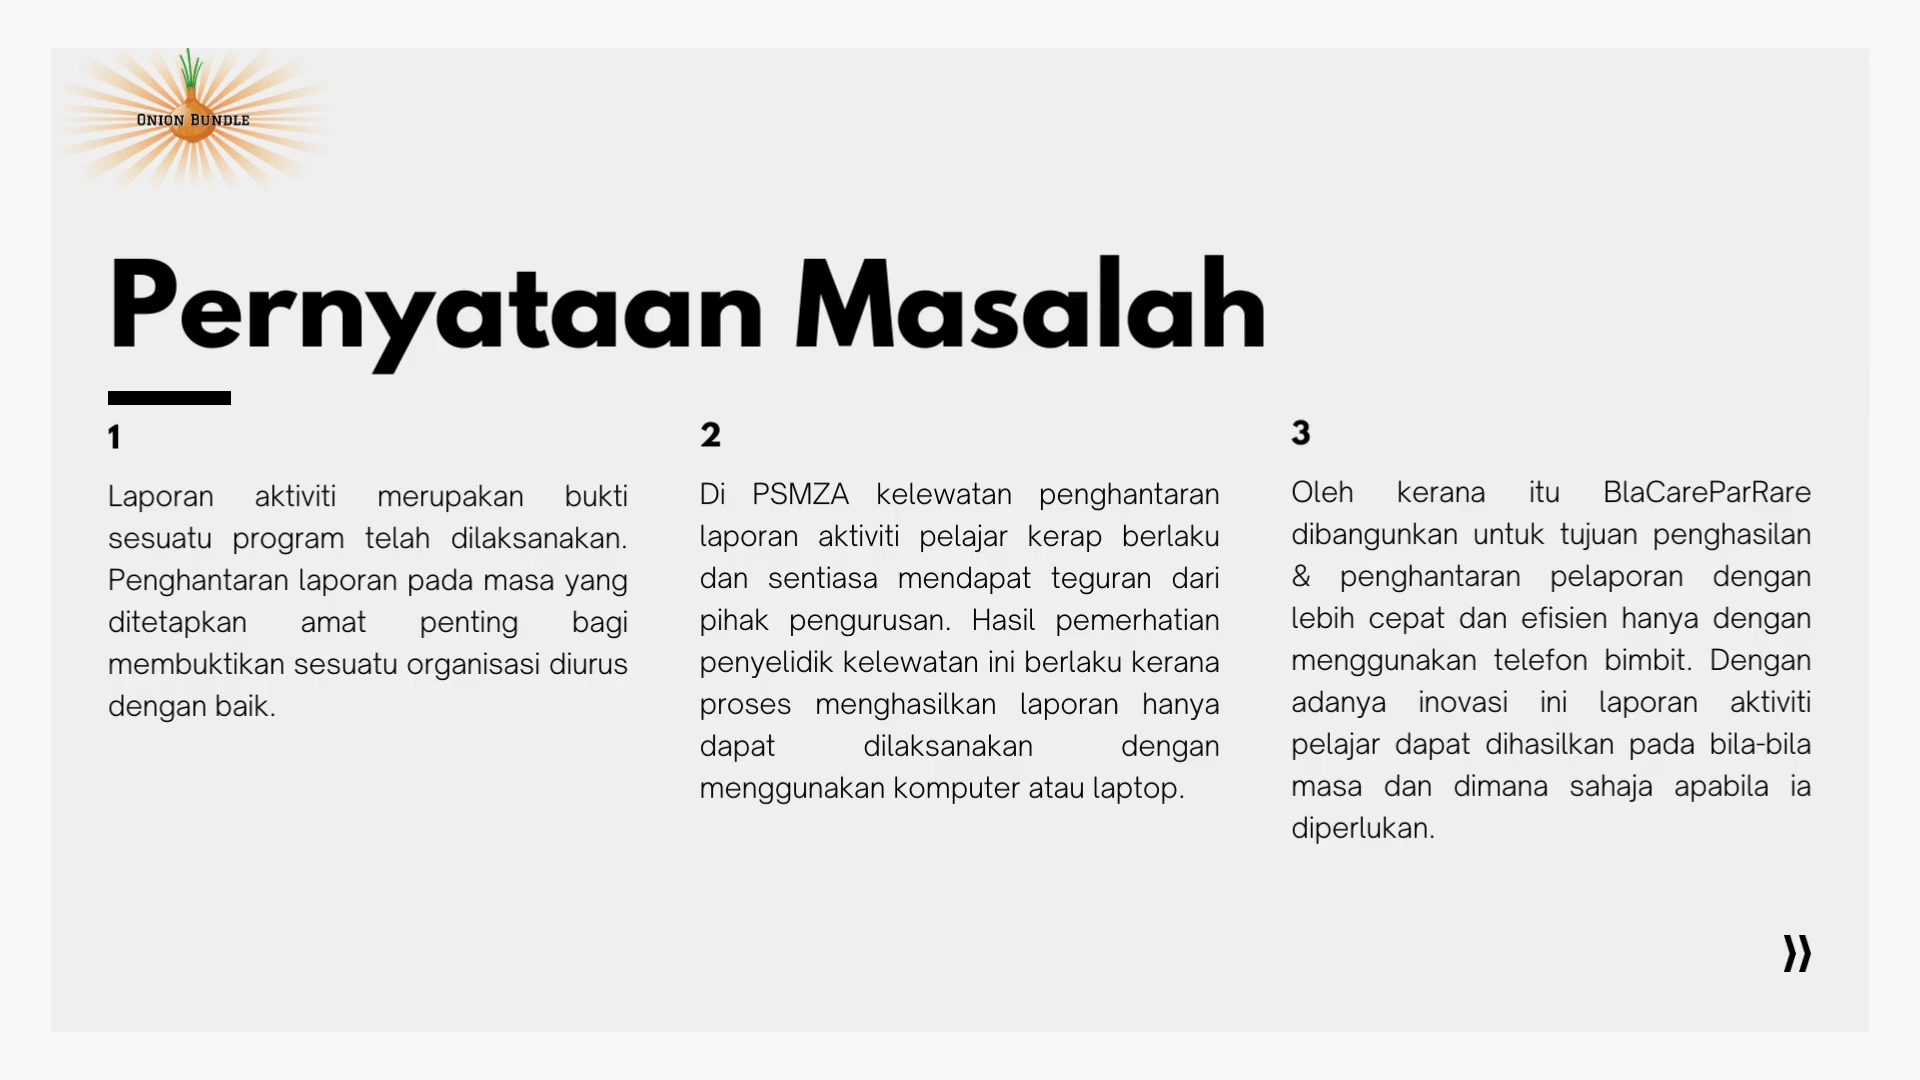 Onion Bundle
Pernyataan Masalah
1
Laporan aktiviti merupakan bukti
sesuatu program telah dilaksanakan.
Penghantaran laporan pada masa yang
ditetapkan amat penting bagi
membuktikan sesuatu organisasi diurus
dengan baik.
2
Di PSMZA kelewatan penghantaran
laporan aktiviti pelajar kerap berlaku
dan sentiasa mendapat teguran dari
pihak pengurusan. Hasil pemerhatian
penyelidik kelewatan ini berlaku kerana
proses menghasilkan laporan hanya
dapat dilaksanakan dengan
menggunakan komputer atau laptop.
3
Oleh kerana itu BlaCareParRare
dibangunkan untuk tujuan penghasilan
& penghantaran pelaporan dengan
lebih cepat dan efisien hanya dengan
menggunakan telefon bimbit. Dengan
adanya inovasi ini laporan aktiviti
pelajar dapat dihasilkan pada bila-bila
masa dan dimana sahaja apabila ia
diperlukan.